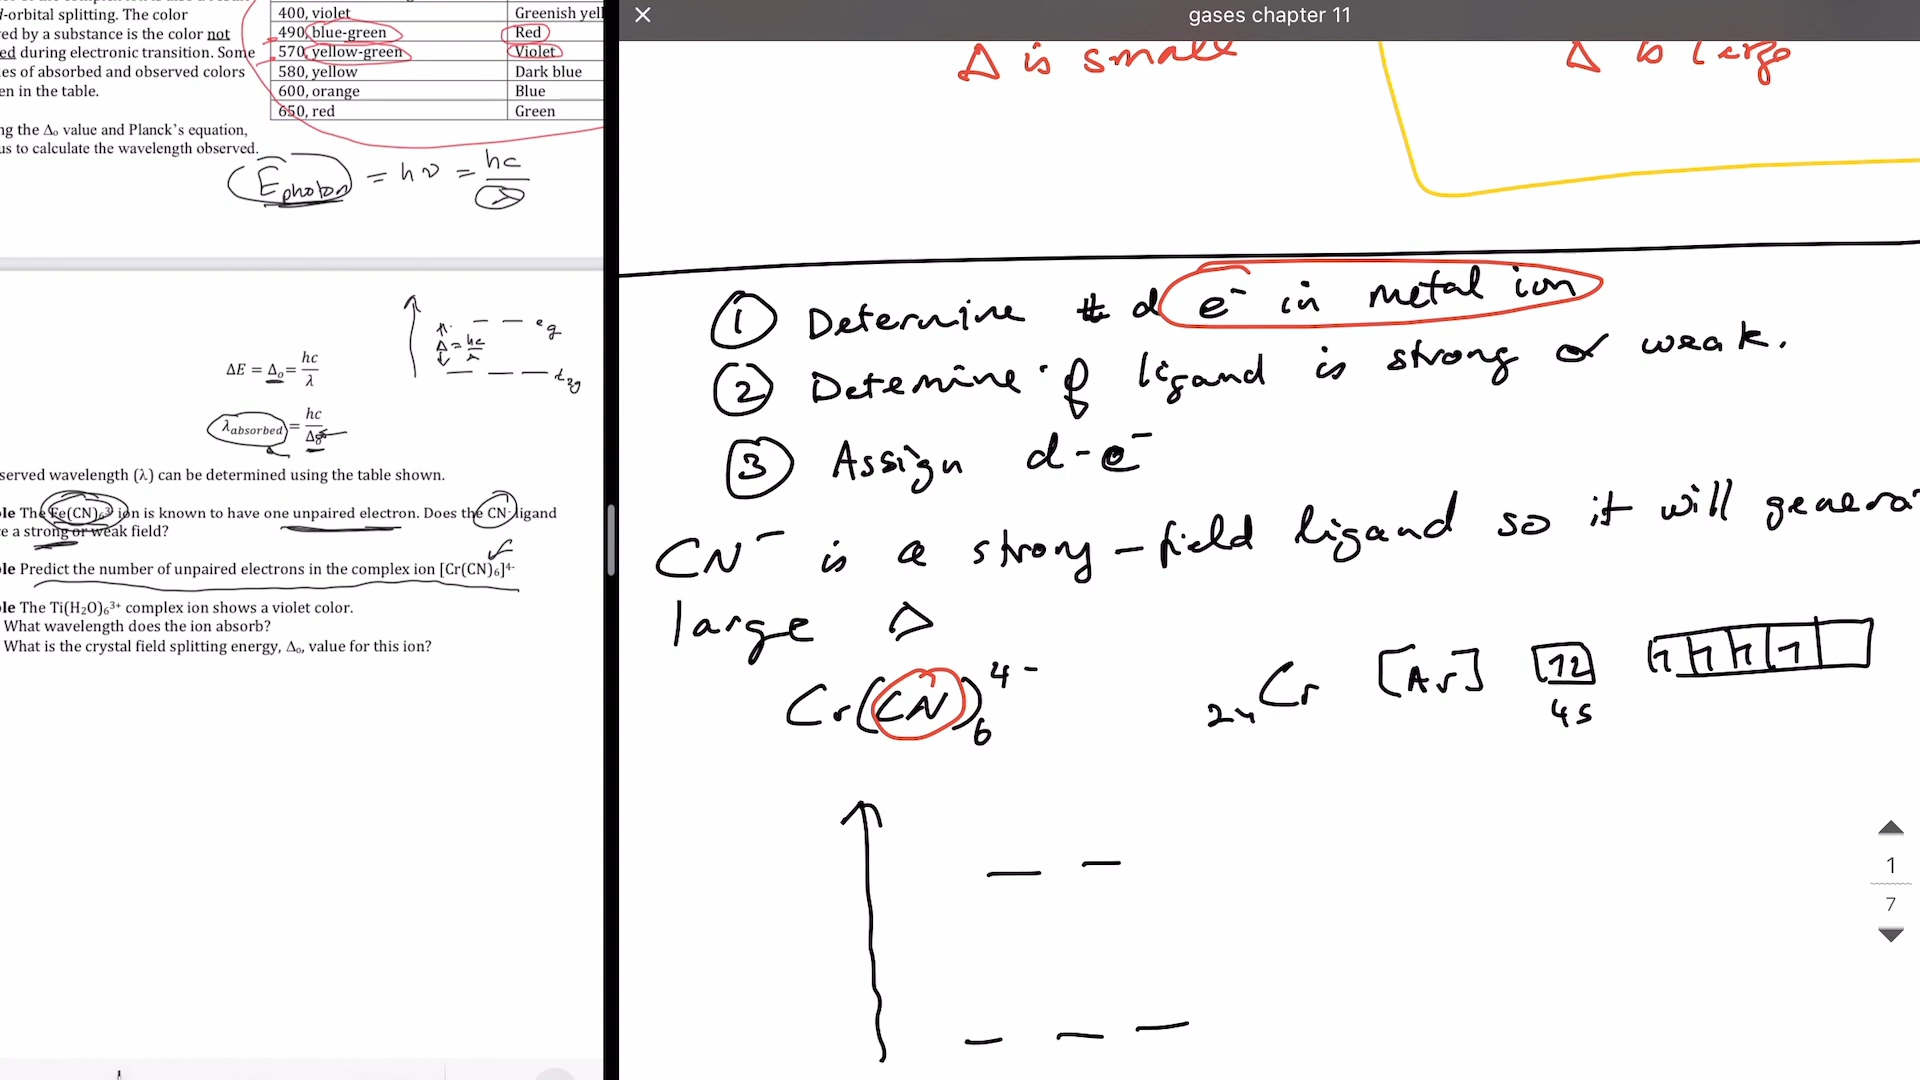 d-orbital splitting. The color
ed by a substance is the color not
ed during electronic transition. Some
es of absorbed and observed colors
en in the table.
ng the Δₒ value and Planck's equation,
us to calculate the wavelength observed.
400, violet Greenish yell
490, blue-green Red
570, yellow-green Violet
580, yellow Dark blue
600, orange Blue
650, red Green
E photon = hν = hc/λ
ΔE = Δₒ = hc/λ
eg
Δ = hc/λ
t2g
λabsorbed = hc/Δₒ
served wavelength (λ) can be determined using the table shown.
le The Fe(CN)₆³⁻ ion is known to have one unpaired electron. Does the CN⁻ ligand
e a strong or weak field?
le Predict the number of unpaired electrons in the complex ion [Cr(CN)₆]⁴⁻
le The Ti(H₂O)₆³⁺ complex ion shows a violet color.
What wavelength does the ion absorb?
What is the crystal field splitting energy, Δₒ, value for this ion?
gases chapter 11
Δ is small
Δ is large
① Determine # d e⁻ in metal ion
② Detemine if ligand is strong or weak.
③ Assign d-e⁻
CN⁻ is a strong-field ligand so it will genera
large Δ
Cr(CN)₆⁴⁻
₂₄Cr [Ar] 4s
1
7